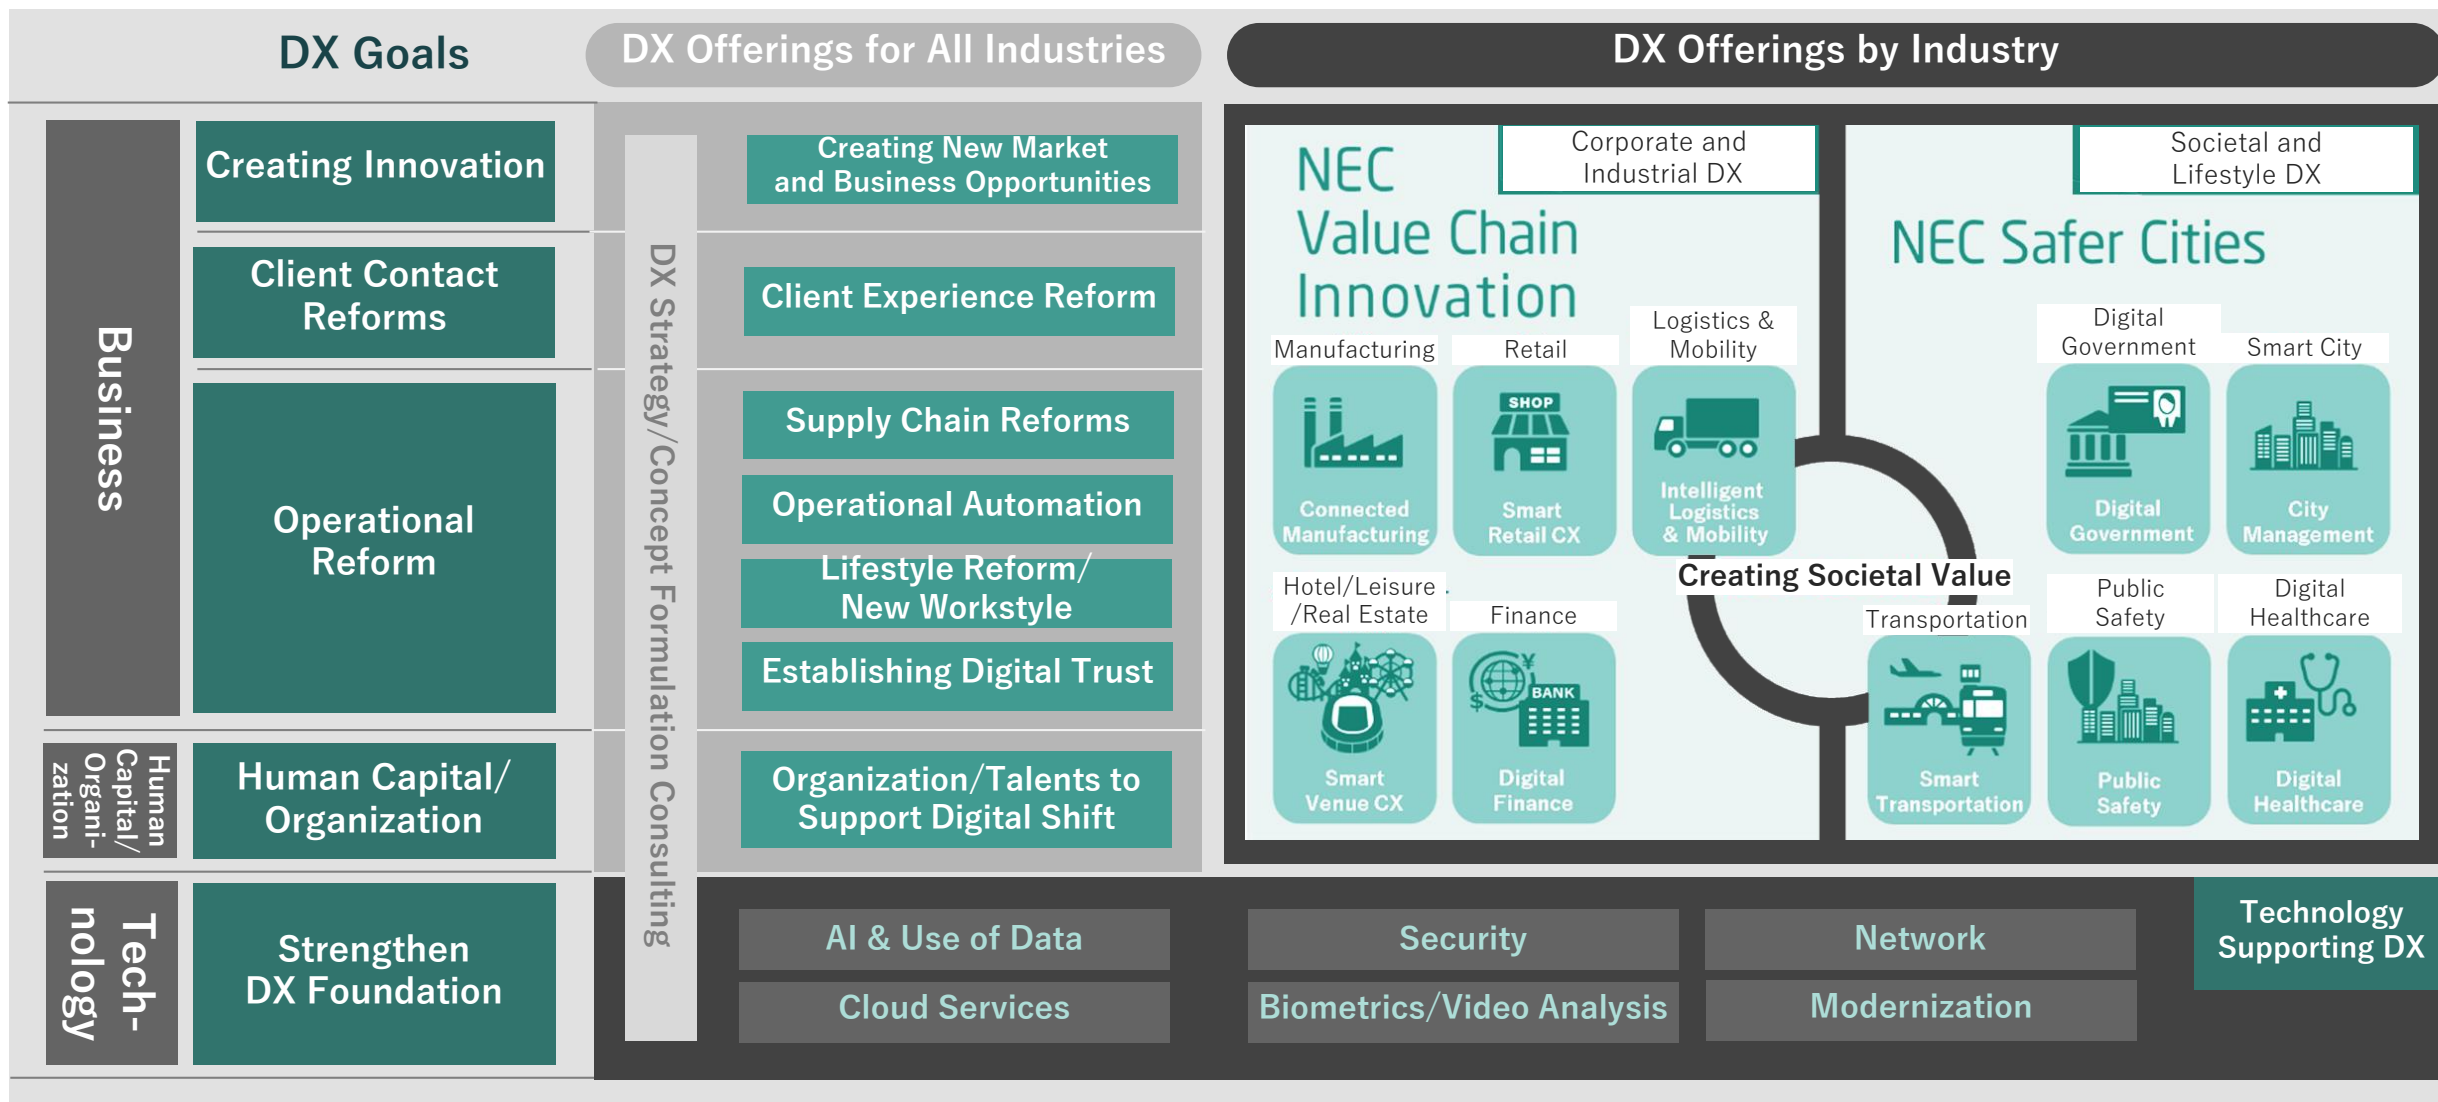 DX Goals
DX Offerings for All Industries
DX Offerings by Industry
Business
Creating Innovation
Client Contact
Reforms
Operational
Reform
Human
Capital/
Organi-
zation
Human Capital/
Organization
Tech-
nology
Strengthen
DX Foundation
DX Strategy/Concept Formulation Consulting
Creating New Market
and Business Opportunities
Client Experience Reform
Supply Chain Reforms
Operational Automation
Lifestyle Reform/
New Workstyle
Establishing Digital Trust
Organization/Talents to
Support Digital Shift
Corporate and
Industrial DX
NEC
Value Chain
Innovation
Manufacturing
Connected
Manufacturing
Retail
SHOP
Smart
Retail CX
Logistics &
Mobility
Intelligent
Logistics
& Mobility
Hotel/Leisure
/Real Estate
Smart
Venue CX
Finance
¥
$
BANK
Digital
Finance
Creating Societal Value
Societal and
Lifestyle DX
NEC Safer Cities
Digital
Government
Digital
Government
Smart City
City
Management
Transportation
Smart
Transportation
Public
Safety
Public
Safety
Digital
Healthcare
Digital
Healthcare
AI & Use of Data
Security
Network
Cloud Services
Biometrics/Video Analysis
Modernization
Technology
Supporting DX